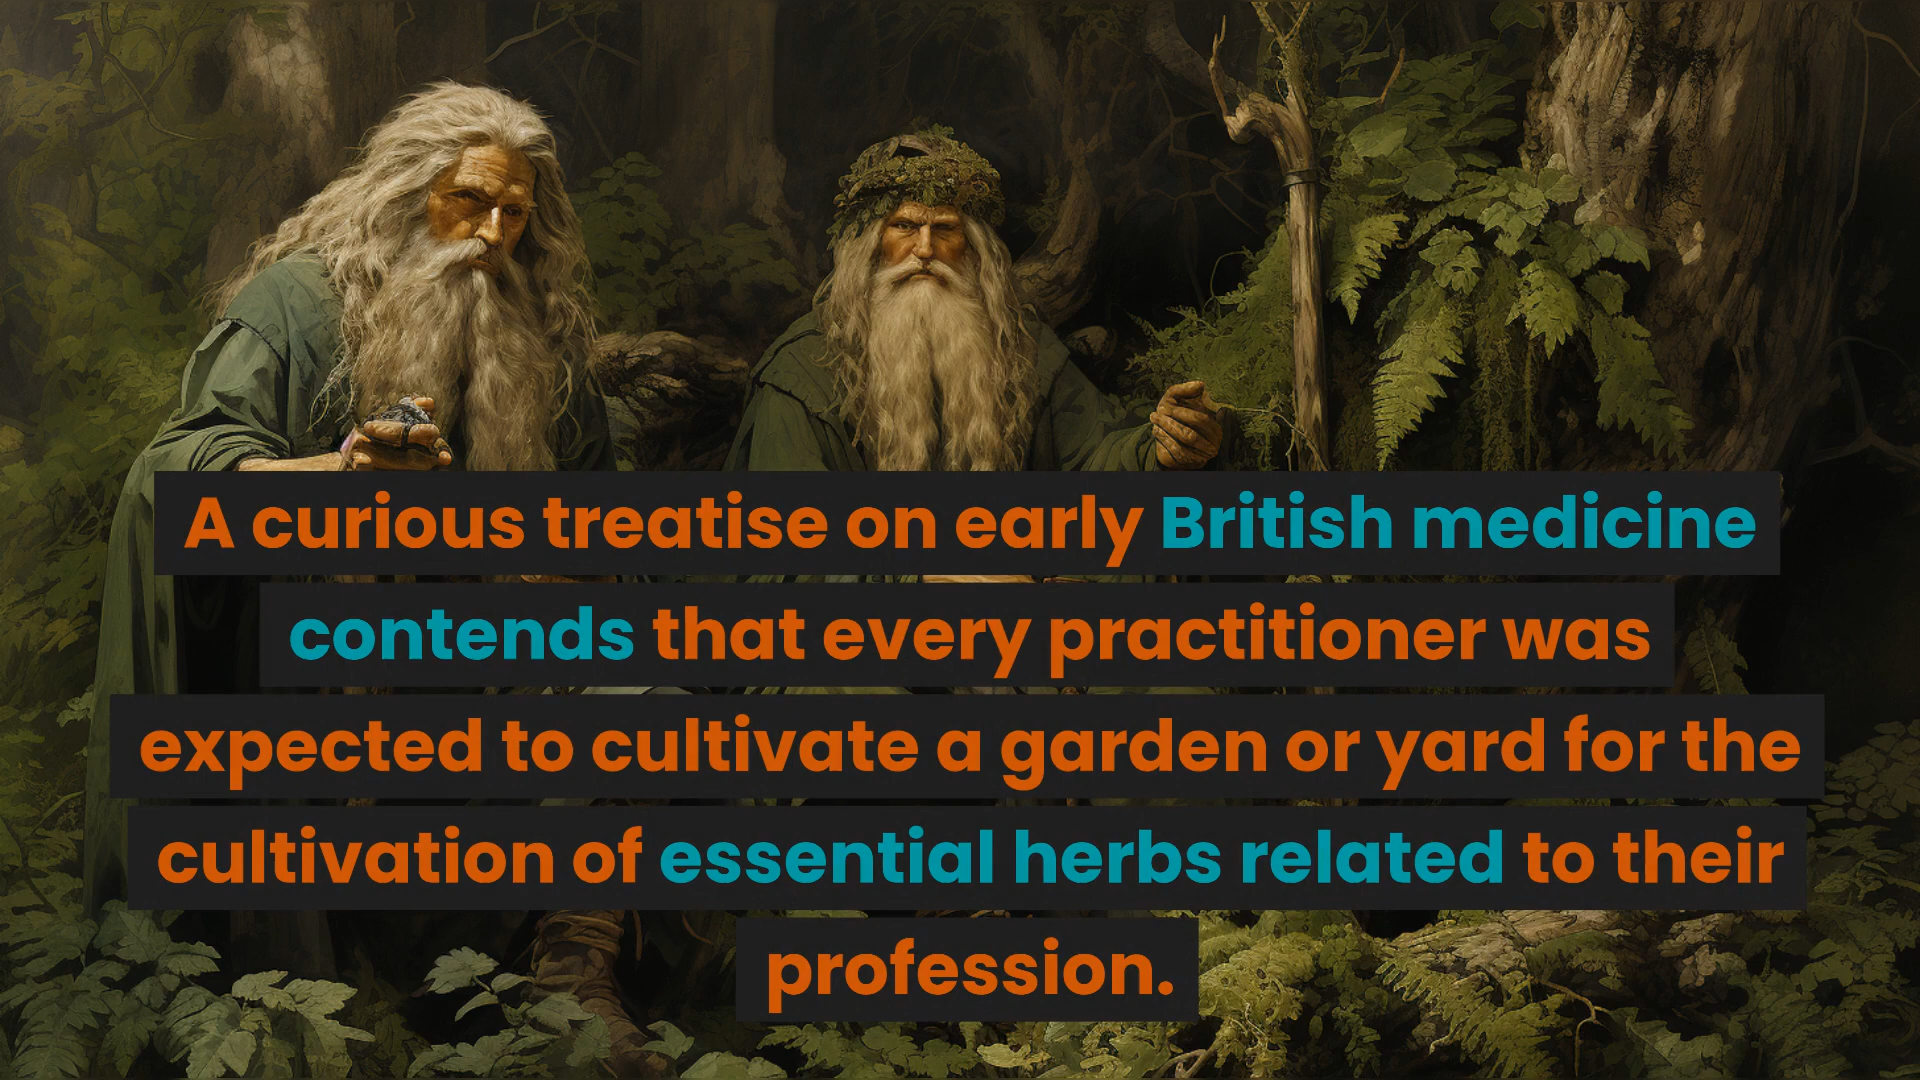 A curious treatise on early British medicine
contends that every practitioner was
expected to cultivate a garden or yard for the
cultivation of essential herbs related to their
profession.